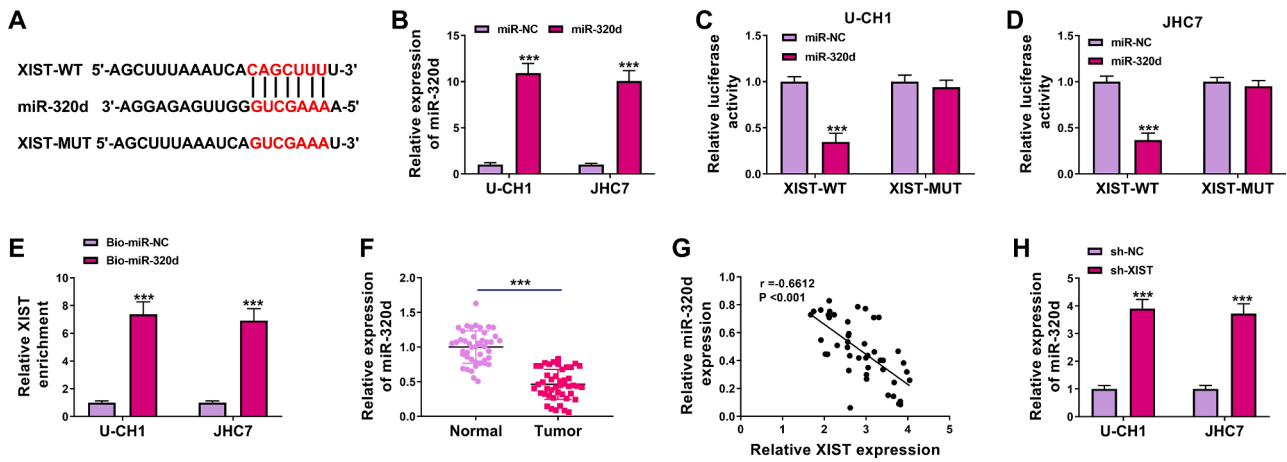 A
XIST-WT 5'-AGCUUUAAAUCACAGCUUUU-3'
miR-320d 3'-AGGAGAGUUGGGUCGAAAA-5'
XIST-MUT 5'-AGCUUUAAAUCAGUCGAAAU-3'
B
miR-NC miR-320d
Relative expression
of miR-320d
15
10
5
0
***
***
U-CH1 JHC7
C
U-CH1
miR-NC
miR-320d
Relative luciferase
activity
1.5
1.0
0.5
0.0
***
XIST-WT XIST-MUT
D
JHC7
miR-NC
miR-320d
Relative luciferase
activity
1.5
1.0
0.5
0.0
***
XIST-WT XIST-MUT
E
Bio-miR-NC
Bio-miR-320d
Relative XIST
enrichment
10
8
6
4
2
0
***
***
U-CH1 JHC7
F
Relative expression
of miR-320d
2.0
1.5
1.0
0.5
0.0
***
Normal Tumor
G
r =-0.6612
P <0.001
Relative miR-320d
expression
1.0
0.8
0.6
0.4
0.2
0.0
0 1 2 3 4 5
Relative XIST expression
H
sh-NC
sh-XIST
Relative expression
of miR-320d
5
4
3
2
1
0
***
***
U-CH1 JHC7